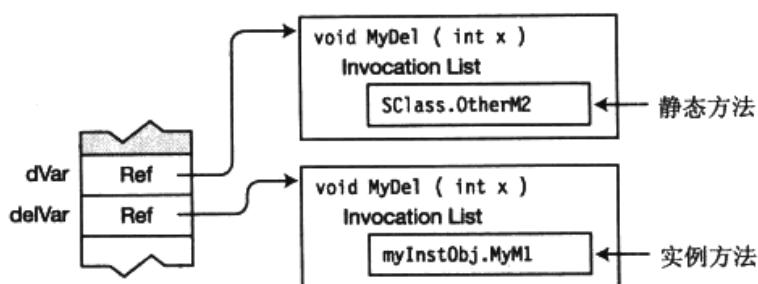 void MyDel ( int x )
Invocation List
SClass.OtherM2
静态方法
dVar Ref
delVar Ref
void MyDel ( int x )
Invocation List
myInstObj.MyM1
实例方法